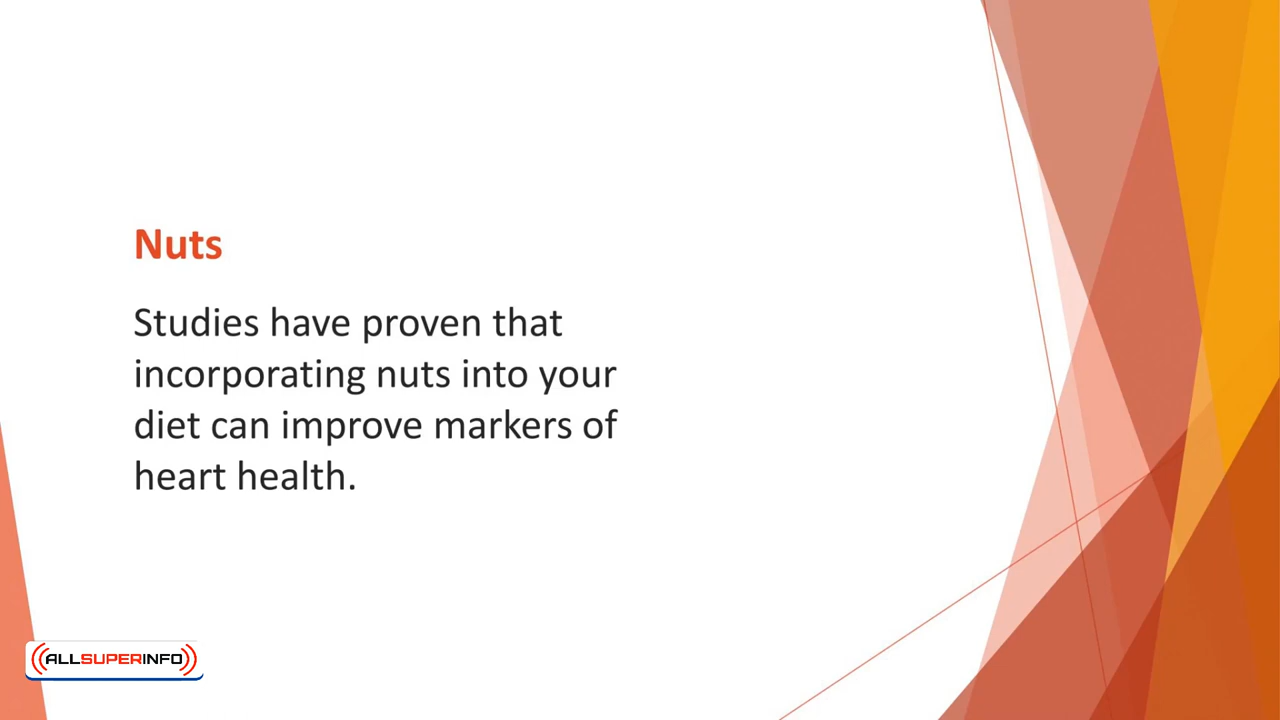 Nuts
Studies have proven that
incorporating nuts into your
diet can improve markers of
heart health.
ALLSUPERINFO